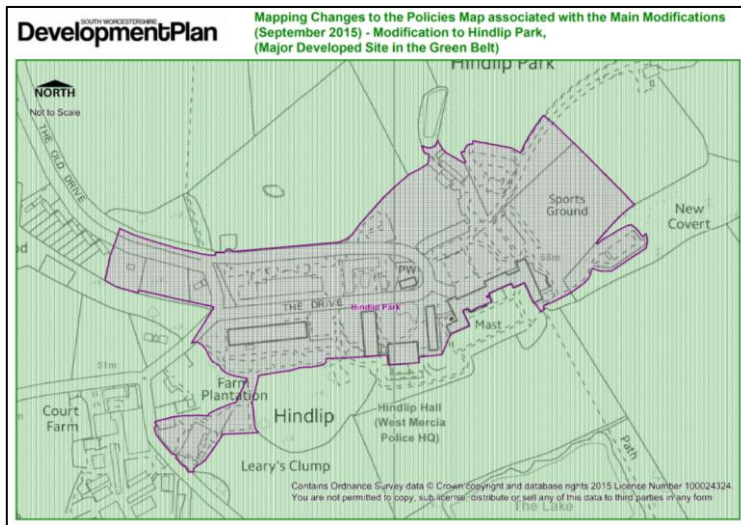 SOUTH WORCESTERSHIRE
DevelopmentPlan
Mapping Changes to the Policies Map associated with the Main Modifications
(September 2015) - Modification to Hindlip Park,
(Major Developed Site in the Green Belt)
Hindlip Park
NORTH
Not to Scale
THE OLD DRIVE
Sports
Ground
New
Covert
PW
68m
THE DRIVE
Hindlip Park
Mast
51m
Farm
Plantation
Court
Farm
Hindlip
Hindlip Hall
(West Mercia
Police HQ)
Path
Leary's Clump
Contains Ordnance Survey data © Crown copyright and database rights 2015 Licence Number 100024324.
You are not permitted to copy, sub-license, distribute or sell any of this data to third parties in any form.
The Lake